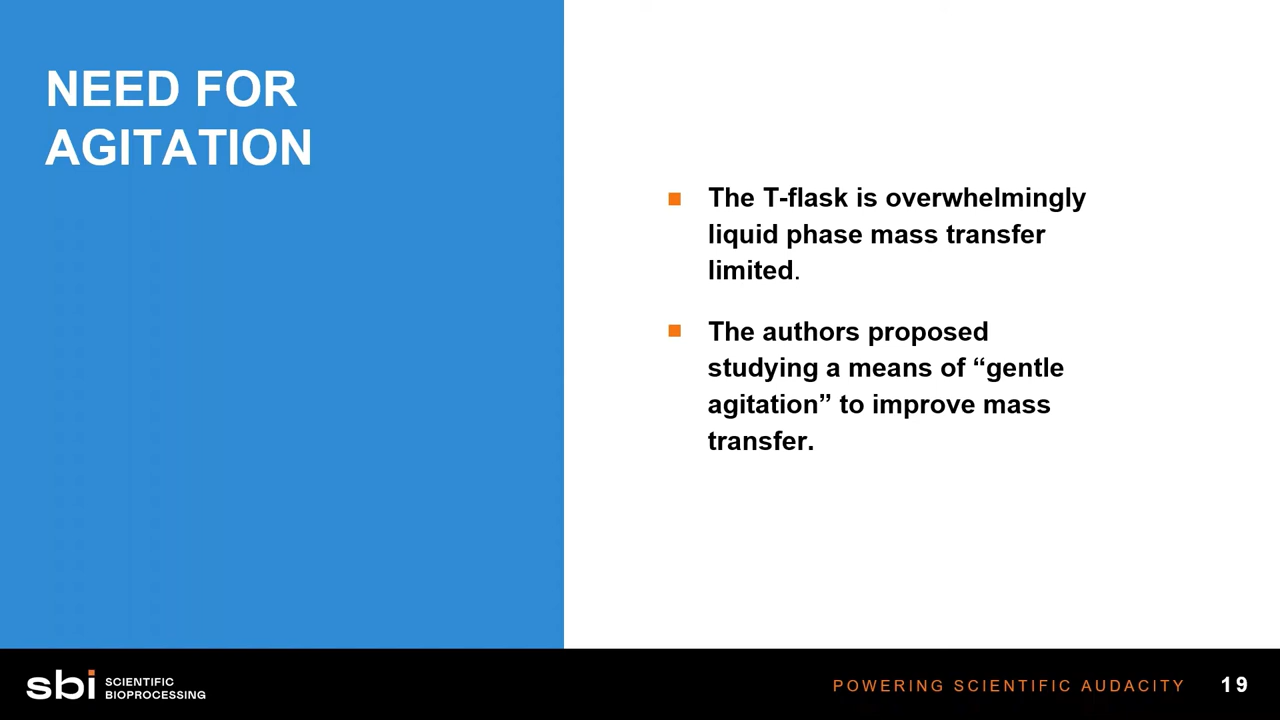 NEED FOR
AGITATION
The T-flask is overwhelmingly
liquid phase mass transfer
limited.
The authors proposed
studying a means of “gentle
agitation” to improve mass
transfer.
sbi
SCIENTIFIC
BIOPROCESSING
POWERING SCIENTIFIC AUDACITY
19